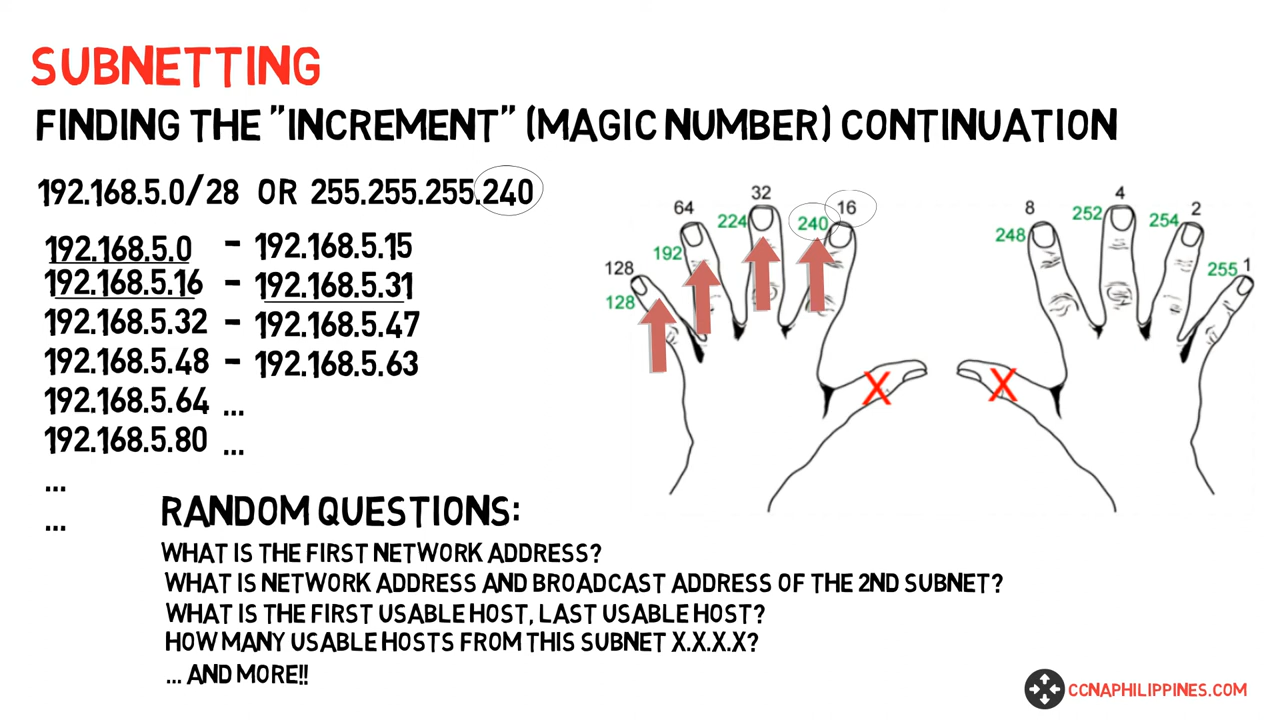 SUBNETTING
FINDING THE "INCREMENT" (MAGIC NUMBER) CONTINUATION
192.168.5.0/28 OR 255.255.255.240
192.168.5.0 - 192.168.5.15
192.168.5.16 - 192.168.5.31
192.168.5.32 - 192.168.5.47
192.168.5.48 - 192.168.5.63
192.168.5.64 ...
192.168.5.80 ...
...
...
128
128
64
192
32
224
16
240
8
248
4
252
2
254
1
255
X
X
RANDOM QUESTIONS:
WHAT IS THE FIRST NETWORK ADDRESS?
WHAT IS NETWORK ADDRESS AND BROADCAST ADDRESS OF THE 2ND SUBNET?
WHAT IS THE FIRST USABLE HOST, LAST USABLE HOST?
HOW MANY USABLE HOSTS FROM THIS SUBNET X.X.X.X?
... AND MORE!!
CCNAPHILIPPINES.COM